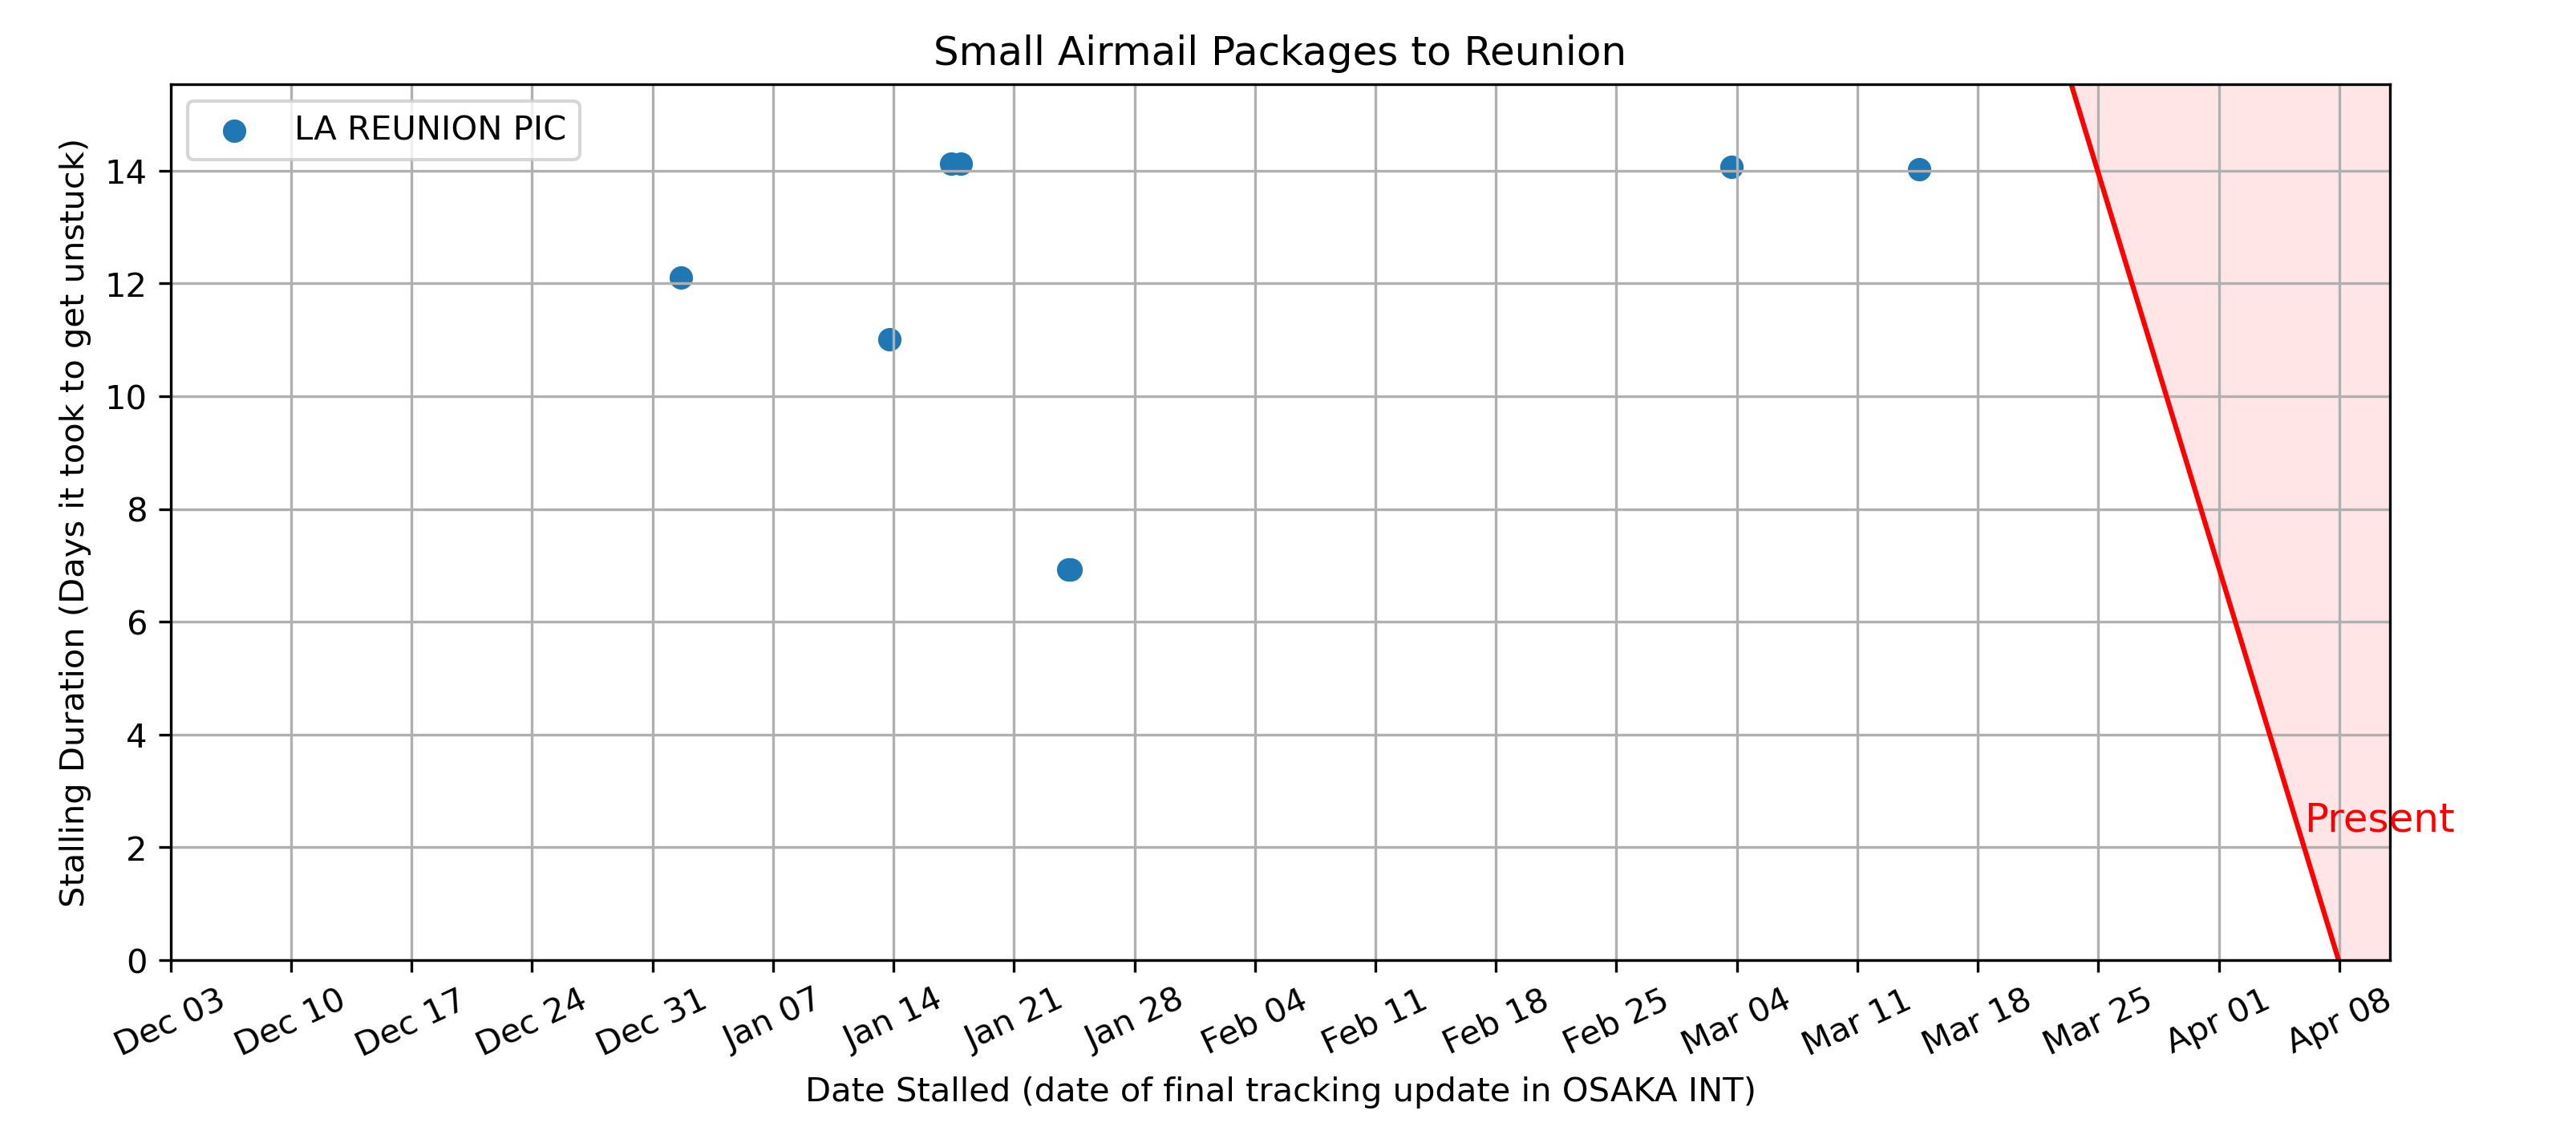 Small Airmail Packages to Reunion
LA REUNION PIC
Stalling Duration (Days it took to get unstuck)
14
12
10
8
6
4
2
0
Present
Dec 03
Dec 10
Dec 17
Dec 24
Dec 31
Jan 07
Jan 14
Jan 21
Jan 28
Feb 04
Feb 11
Feb 18
Feb 25
Mar 04
Mar 11
Mar 18
Mar 25
Apr 01
Apr 08
Date Stalled (date of final tracking update in OSAKA INT)